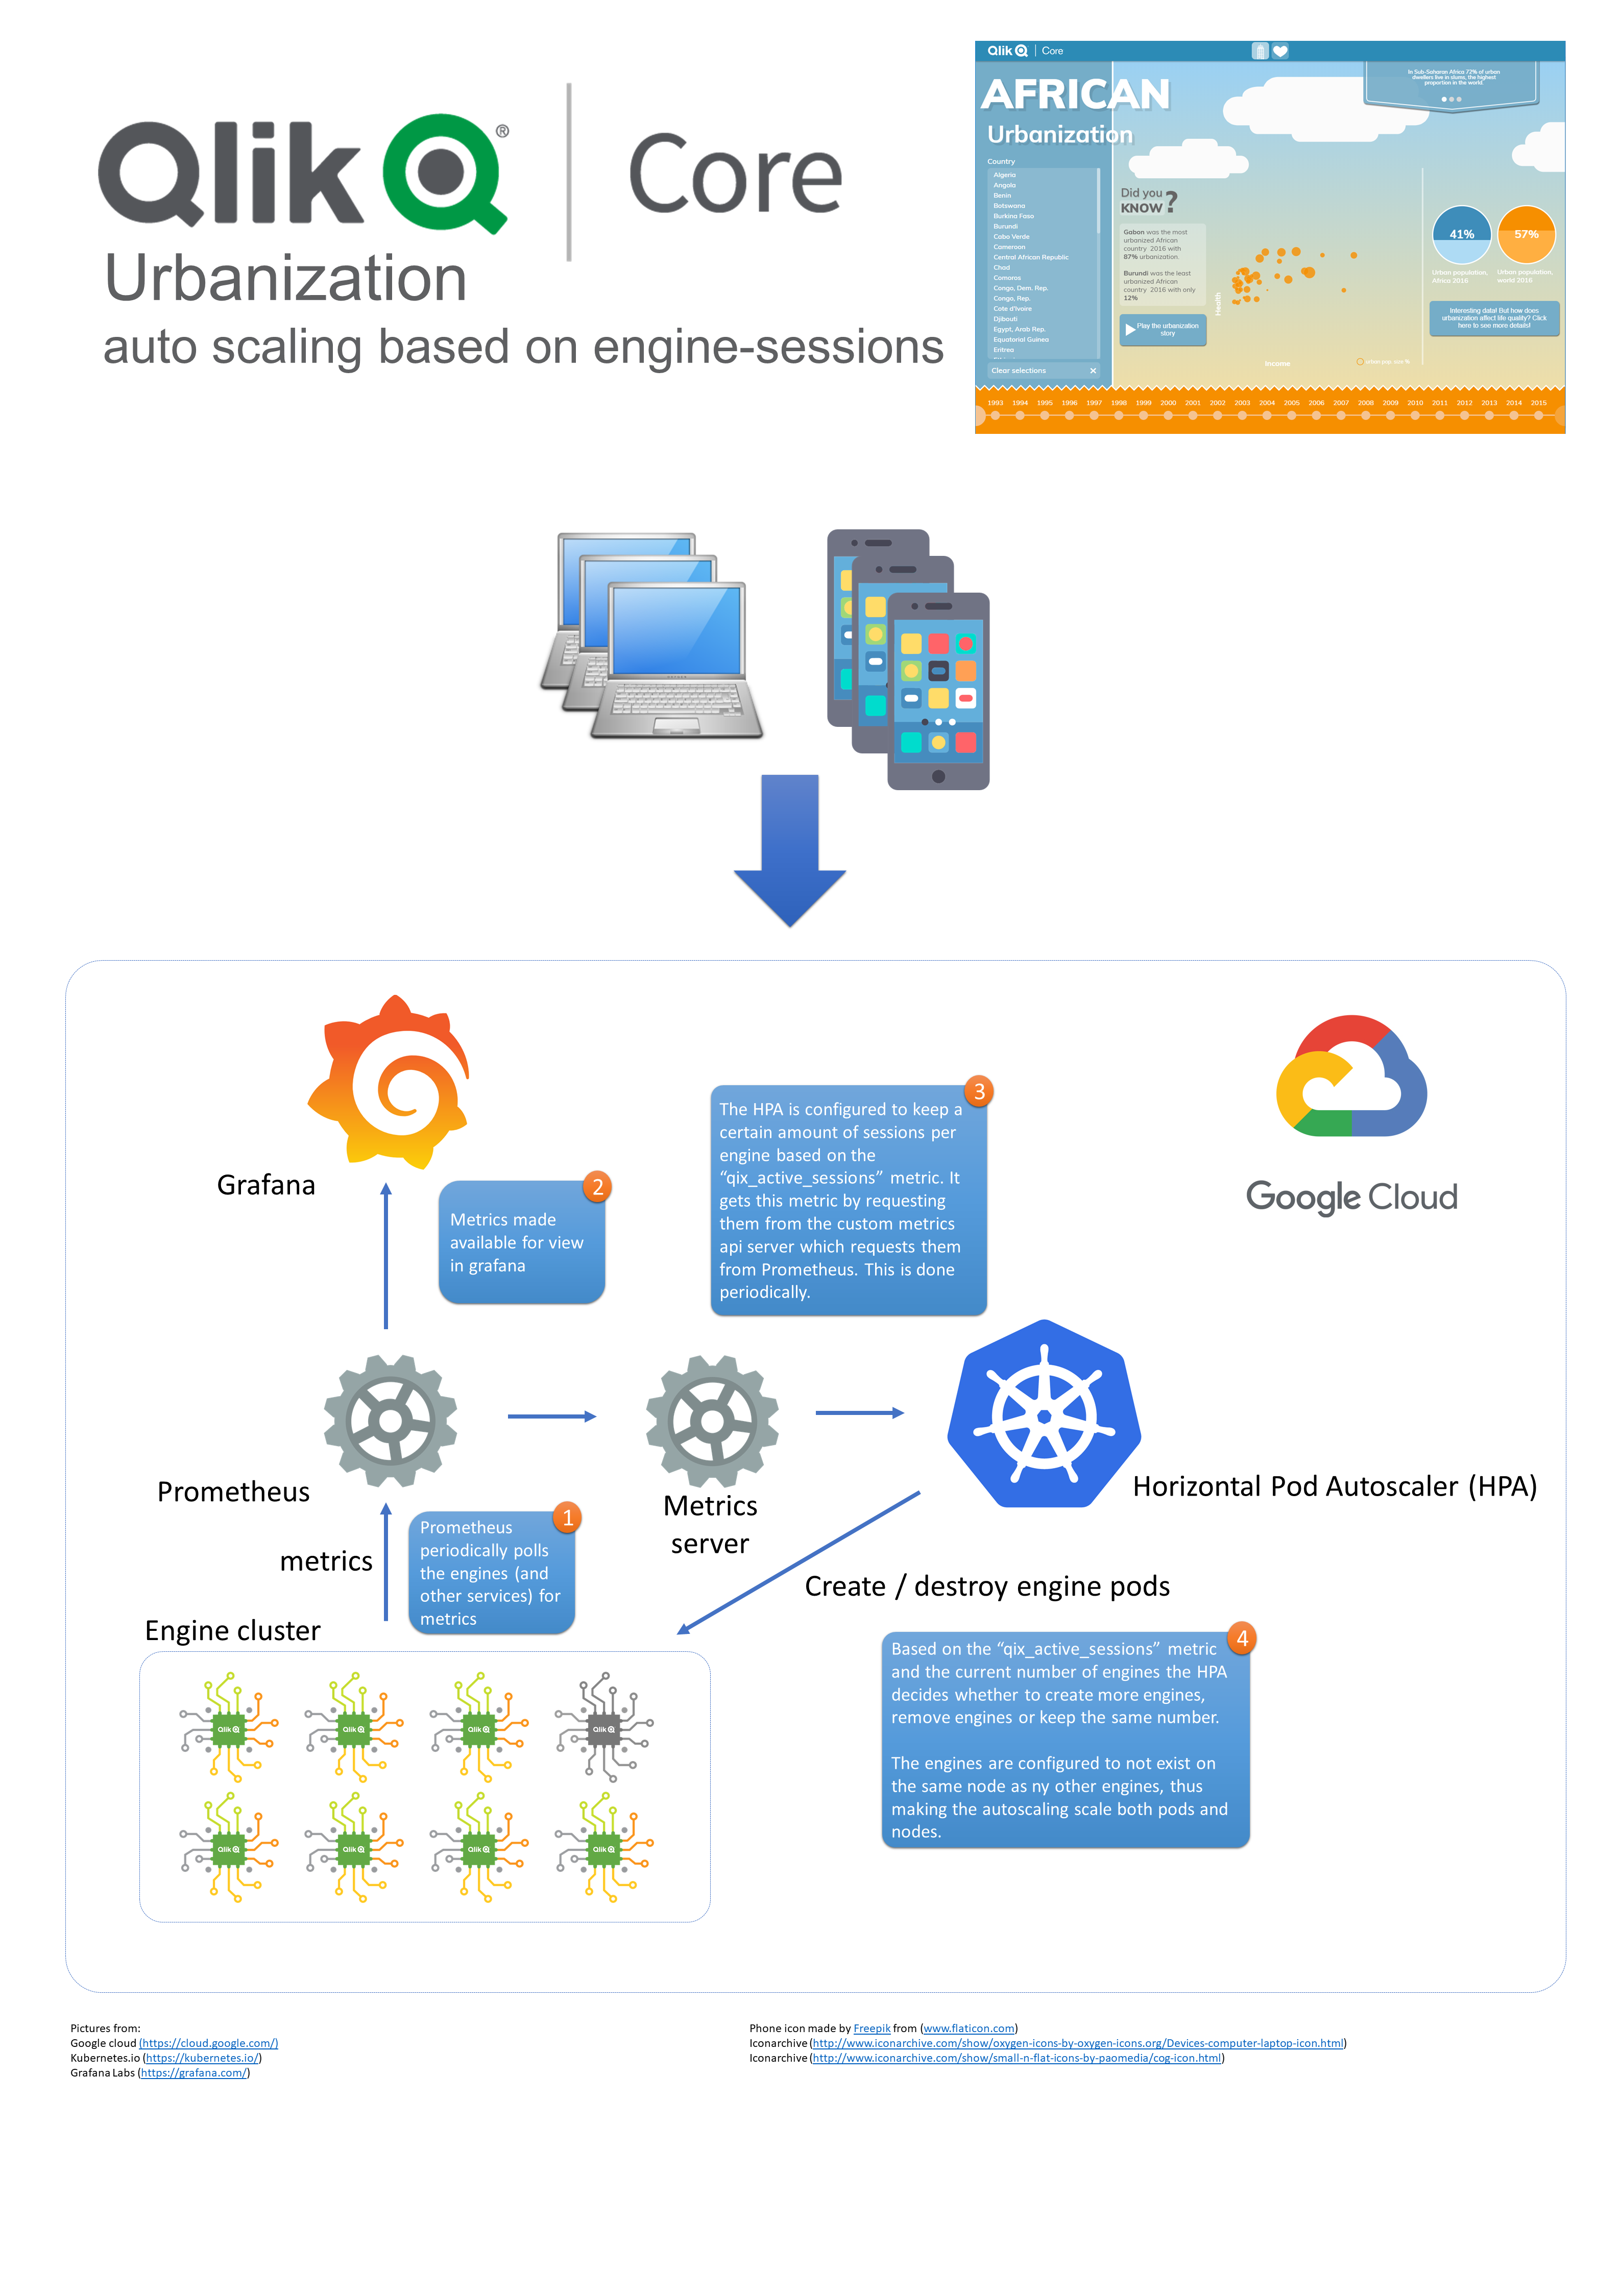 Qlik Q®
Core
Urbanization
auto scaling based on engine-sessions
Qlik Q | Core
AFRICAN
Urbanization
Country
Algeria
Angola
Benin
Botswana
Burkina Faso
Burundi
Cabo Verde
Cameroon
Central African Republic
Chad
Comoros
Congo, Dem. Rep.
Congo, Rep.
Cote d'Ivoire
Djibouti
Egypt, Arab Rep.
Equatorial Guinea
Eritrea
Clear selections
×
Did you
KNOW ?
Gabon was the most
urbanized African
country 2016 with
87% urbanization.
Burundi was the least
urbanized African
country 2016 with only
12%
Play the urbanization
story
Health
Income
In Sub-Saharan Africa 72% of urban
dwellers live in slums, the highest
proportion in the world.
41%
57%
Urban population,
Africa 2016
Urban population,
world 2016
Interesting data! But how does
urbanization affect life quality? Click
here to see more details!
1993 1994 1995 1996 1997 1998 1999 2000 2001 2002 2003 2004 2005 2006 2007 2008 2009 2010 2011 2012 2013 2014 2015
Grafana
2
Metrics made
available for view
in grafana
3
The HPA is configured to keep a
certain amount of sessions per
engine based on the
“qix_active_sessions” metric. It
gets this metric by requesting
them from the custom metrics
api server which requests them
from Prometheus. This is done
periodically.
Google Cloud
Prometheus
Metrics
server
Horizontal Pod Autoscaler (HPA)
metrics
1
Prometheus
periodically polls
the engines (and
other services) for
metrics
Create / destroy engine pods
Engine cluster
Qlik Q
Qlik Q
Qlik Q
Qlik Q
Qlik Q
Qlik Q
Qlik Q
Qlik Q
4
Based on the “qix_active_sessions” metric
and the current number of engines the HPA
decides whether to create more engines,
remove engines or keep the same number.
The engines are configured to not exist on
the same node as ny other engines, thus
making the autoscaling scale both pods and
nodes.
Pictures from:
Google cloud (https://cloud.google.com/)
Kubernetes.io (https://kubernetes.io/)
Grafana Labs (https://grafana.com/)
Phone icon made by Freepik from (www.flaticon.com)
Iconarchive (http://www.iconarchive.com/show/oxygen-icons-by-oxygen-icons.org/Devices-computer-laptop-icon.html)
Iconarchive (http://www.iconarchive.com/show/small-n-flat-icons-by-paomedia/cog-icon.html)